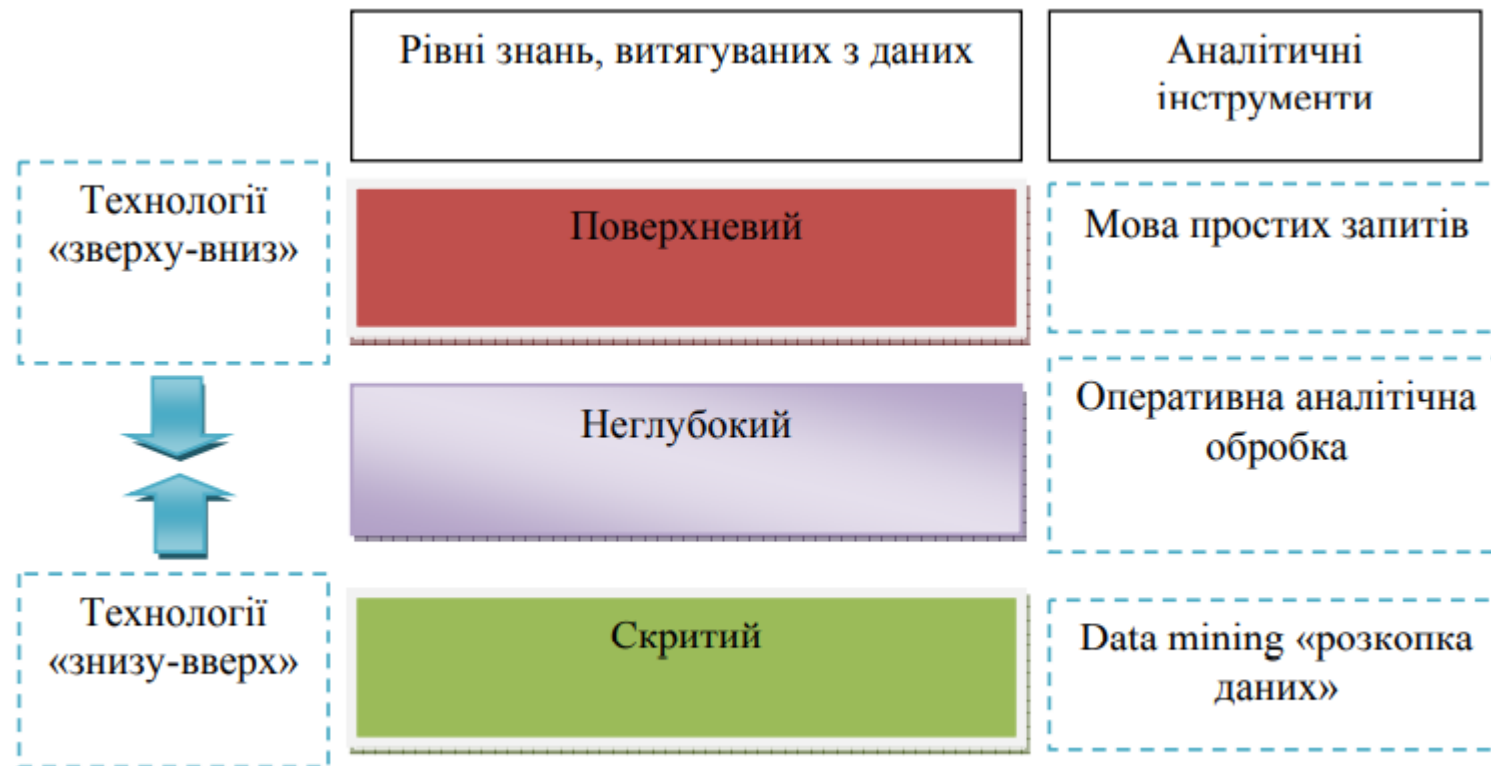 Рівні знань, витягуваних з даних
Аналітичні
інструменти
Технології
«зверху-вниз»
Поверхневий
Мова простих запитів
Неглубокий
Оперативна аналітічна
обробка
Технології
«знизу-вверх»
Скритий
Data mining «розкопка
даних»